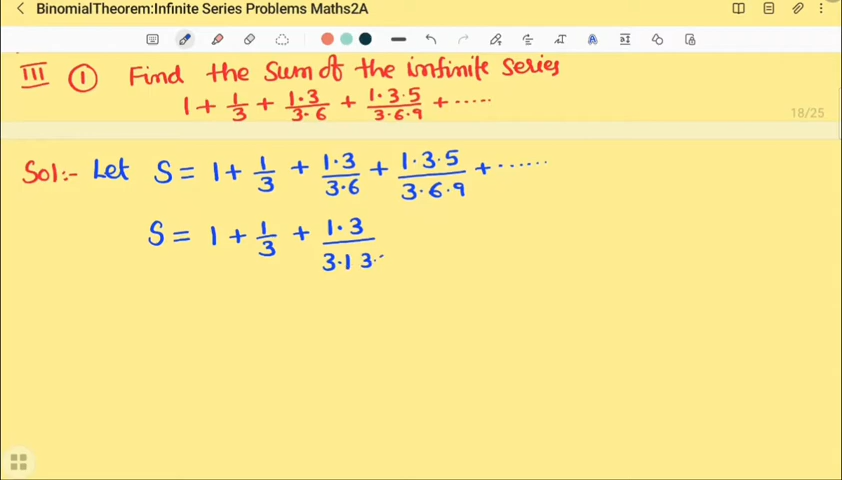 BinomialTheorem:Infinite Series Problems Maths2A
III ① Find the sum of the infinite series
1 + 1/3 + 1·3/3·6 + 1·3·5/3·6·9 + .....
18/25
Sol:- Let S = 1 + 1/3 + 1·3/3·6 + 1·3·5/3·6·9 + ......
S = 1 + 1/3 + 1·3/3·1 3·